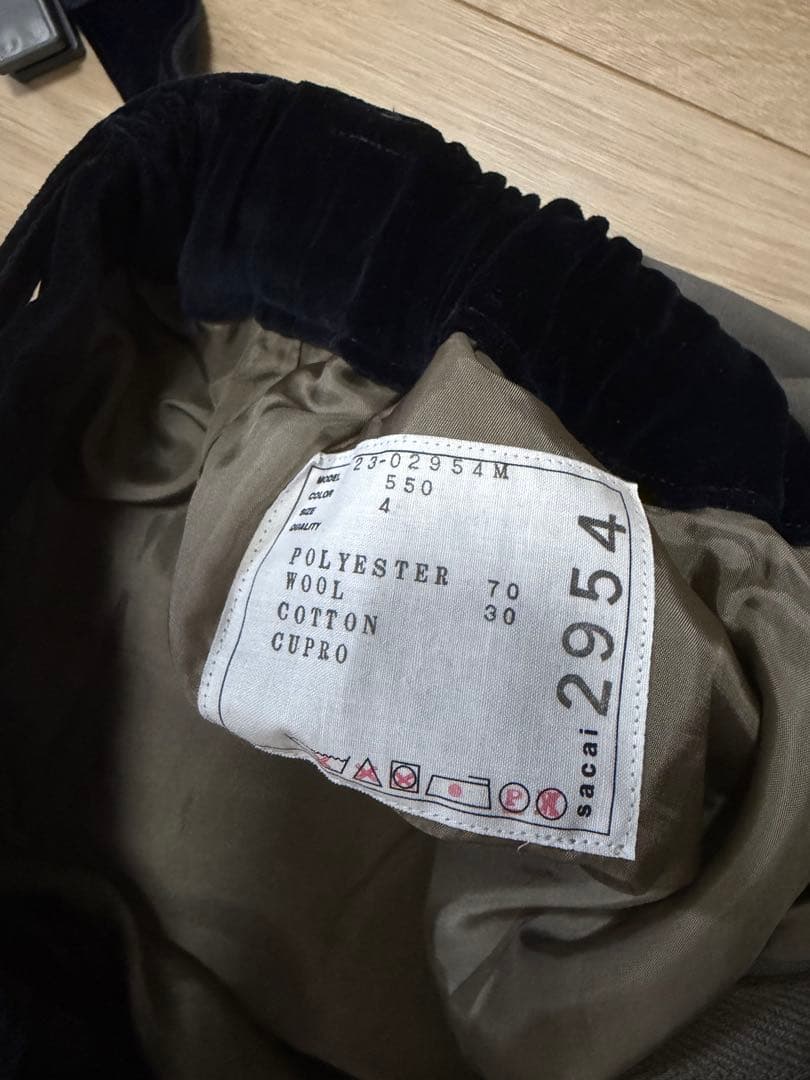 MODEL 23-02954M
COLOR 550
SIZE 4
QUALITY
POLYESTER 70
WOOL 30
COTTON
CUPRO
P
sacai 2954